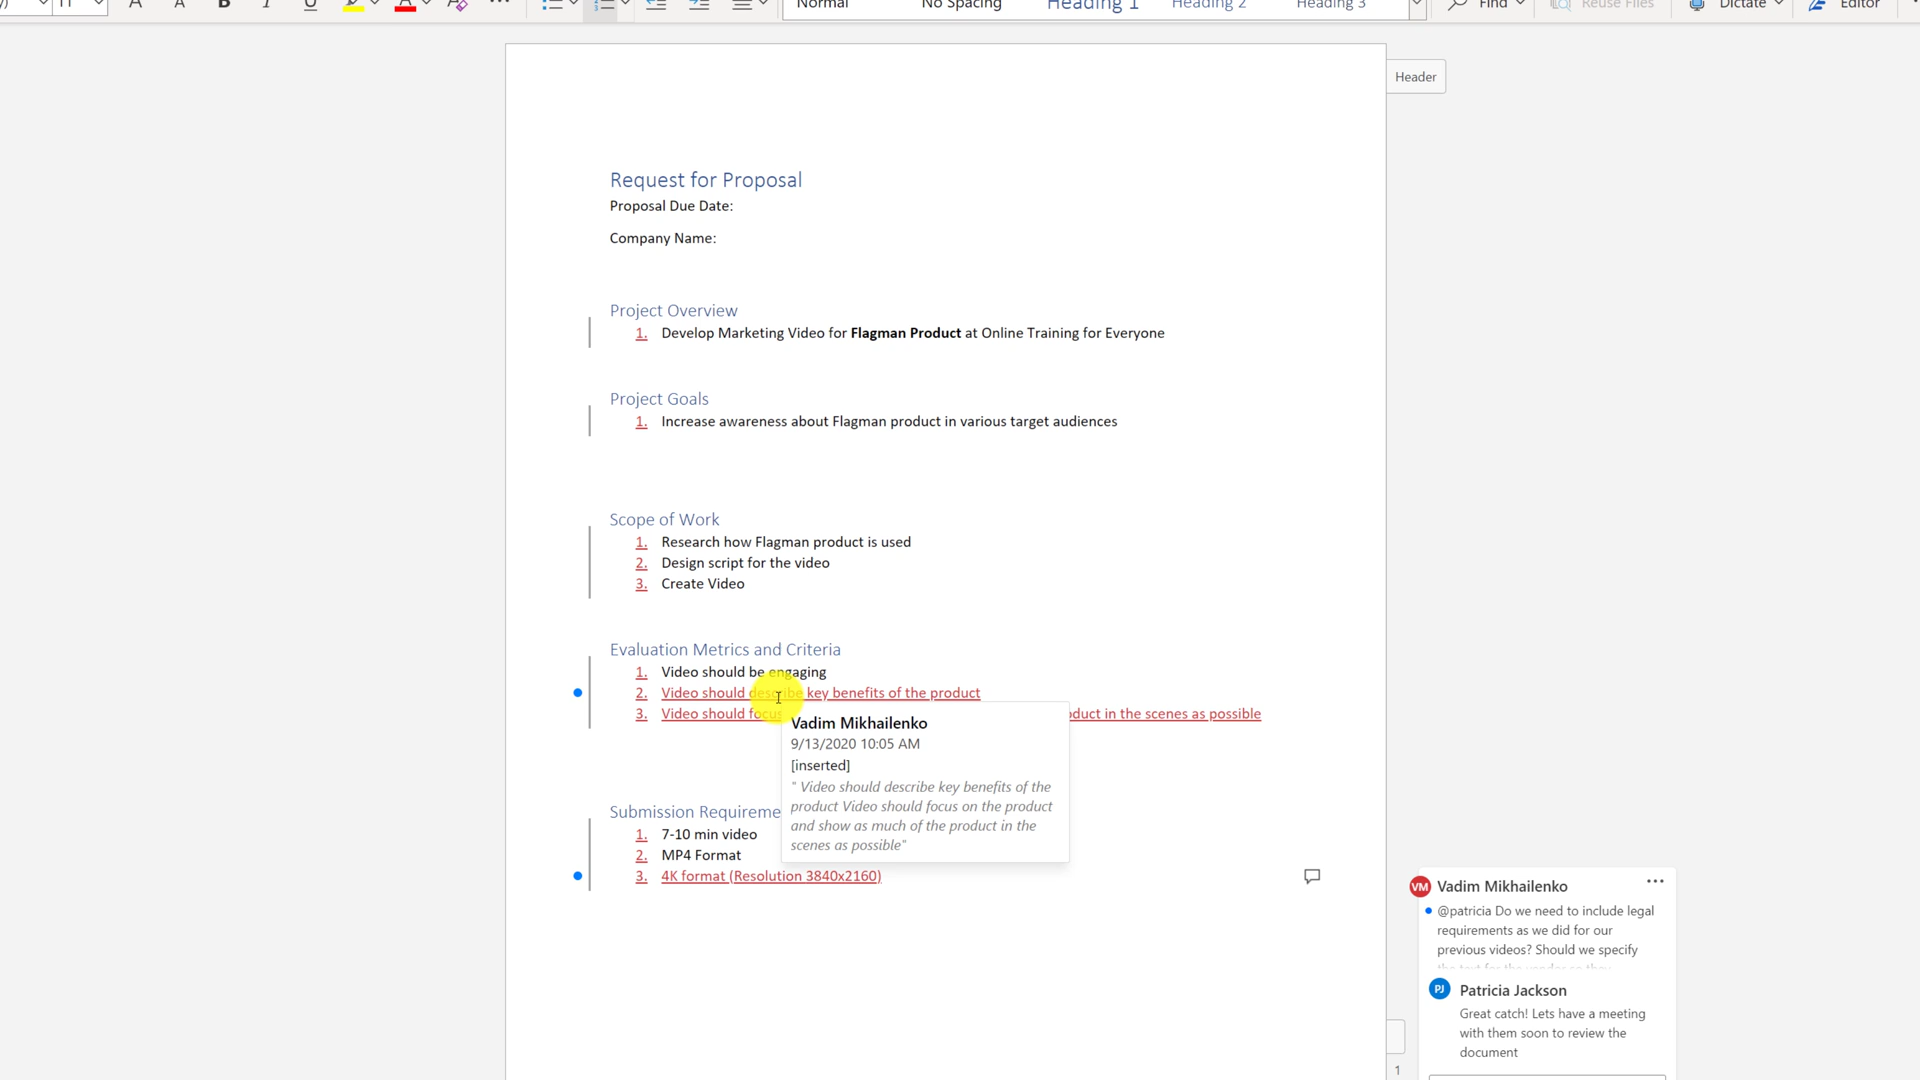 11
A A B I U A
Normal No Spacing Heading 1 Heading 2 Heading 3 Find Reuse Files Dictate Editor
Header
Request for Proposal
Proposal Due Date:
Company Name:
Project Overview
1. Develop Marketing Video for Flagman Product at Online Training for Everyone
Project Goals
1. Increase awareness about Flagman product in various target audiences
Scope of Work
1. Research how Flagman product is used
2. Design script for the video
3. Create Video
Evaluation Metrics and Criteria
1. Video should be engaging
2. Video should describe key benefits of the product
3. Video should focus duct in the scenes as possible
Vadim Mikhailenko
9/13/2020 10:05 AM
[inserted]
" Video should describe key benefits of the
product Video should focus on the product
and show as much of the product in the
scenes as possible"
Submission Requireme
1. 7-10 min video
2. MP4 Format
3. 4K format (Resolution 3840x2160)
VM Vadim Mikhailenko
@patricia Do we need to include legal
requirements as we did for our
previous videos? Should we specify
PJ Patricia Jackson
Great catch! Lets have a meeting
with them soon to review the
document
1